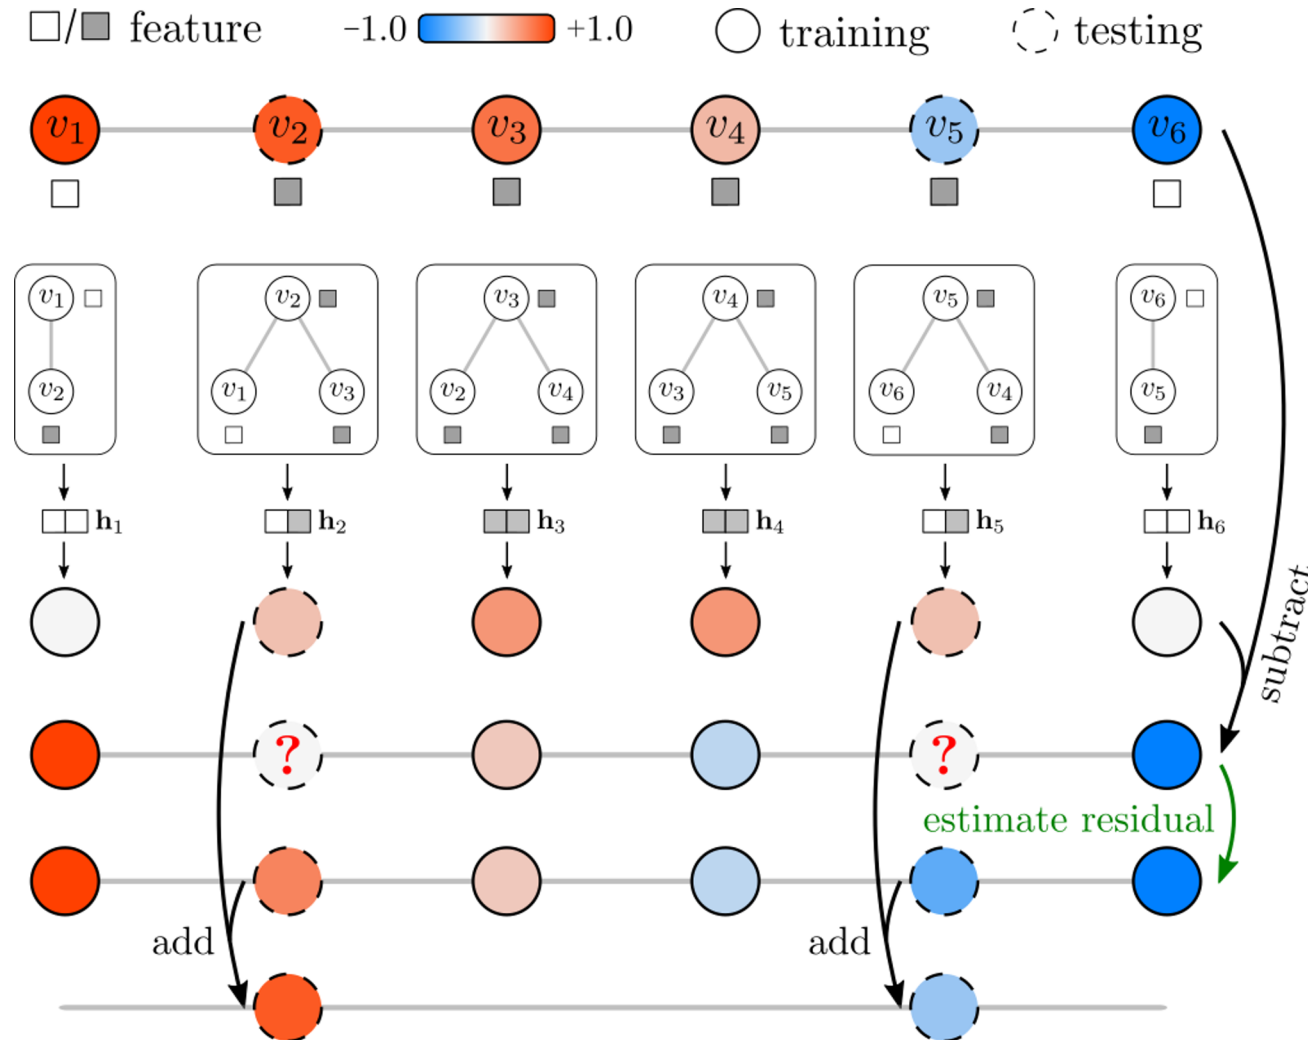 / feature −1.0 +1.0 training testing
v₁ v₂ v₃ v₄ v₅ v₆
v₁ v₂ v₃ v₄ v₅ v₆
v₂ v₁ v₃ v₂ v₄ v₃ v₅ v₆ v₄ v₅
h₁ h₂ h₃ h₄ h₅ h₆
subtract
? ?
estimate residual
add add